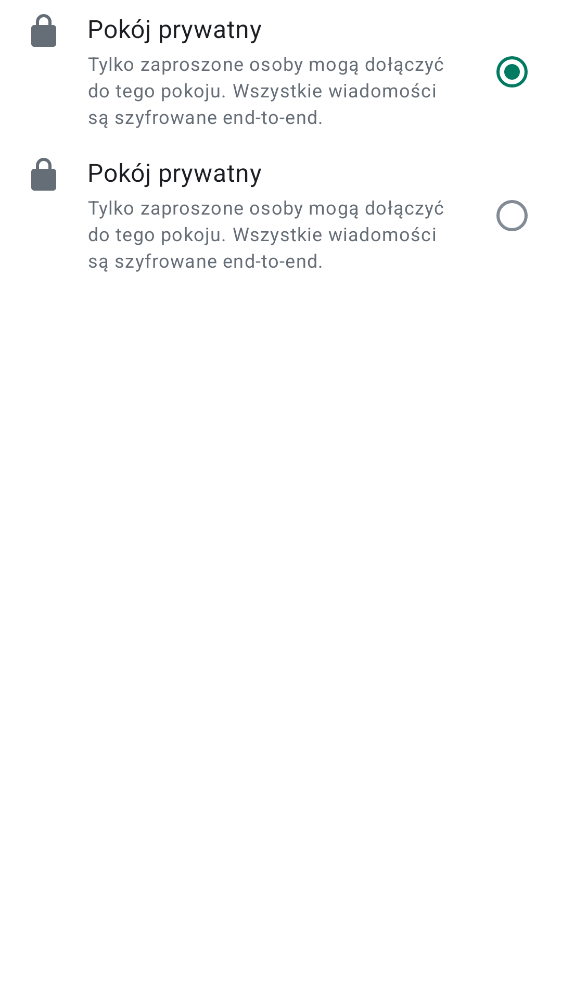 Pokój prywatny
Tylko zaproszone osoby mogą dołączyć
do tego pokoju. Wszystkie wiadomości
są szyfrowane end-to-end.
Pokój prywatny
Tylko zaproszone osoby mogą dołączyć
do tego pokoju. Wszystkie wiadomości
są szyfrowane end-to-end.